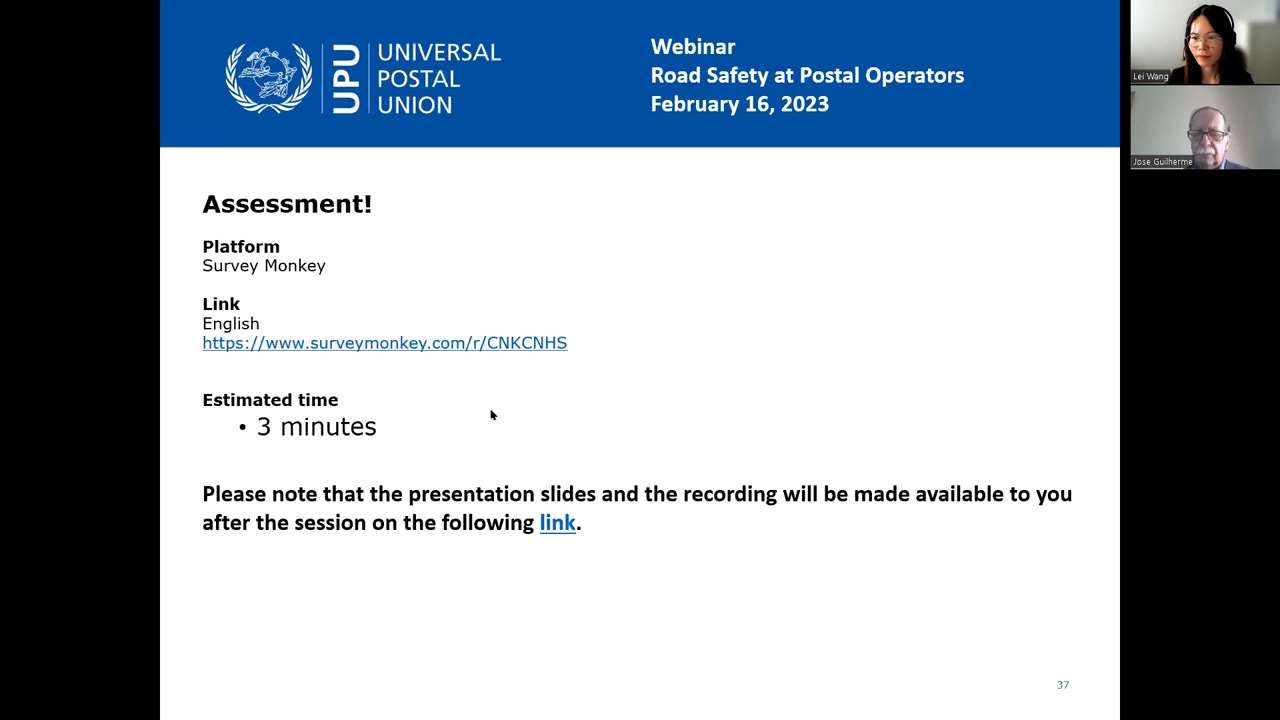 UPU
UNIVERSAL
POSTAL
UNION
Webinar
Road Safety at Postal Operators
February 16, 2023
Lei Wang
Jose Guilherme
Assessment!
Platform
Survey Monkey
Link
English
https://www.surveymonkey.com/r/CNKCNHS
Estimated time
• 3 minutes
Please note that the presentation slides and the recording will be made available to you
after the session on the following link.
37